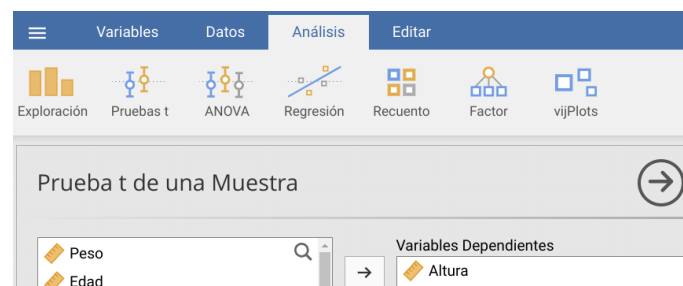 Variables Datos Análisis Editar
Exploración Pruebas t ANOVA Regresión Recuento Factor vijPlots
Prueba t de una Muestra
Variables Dependientes
Peso
Altura
Edad